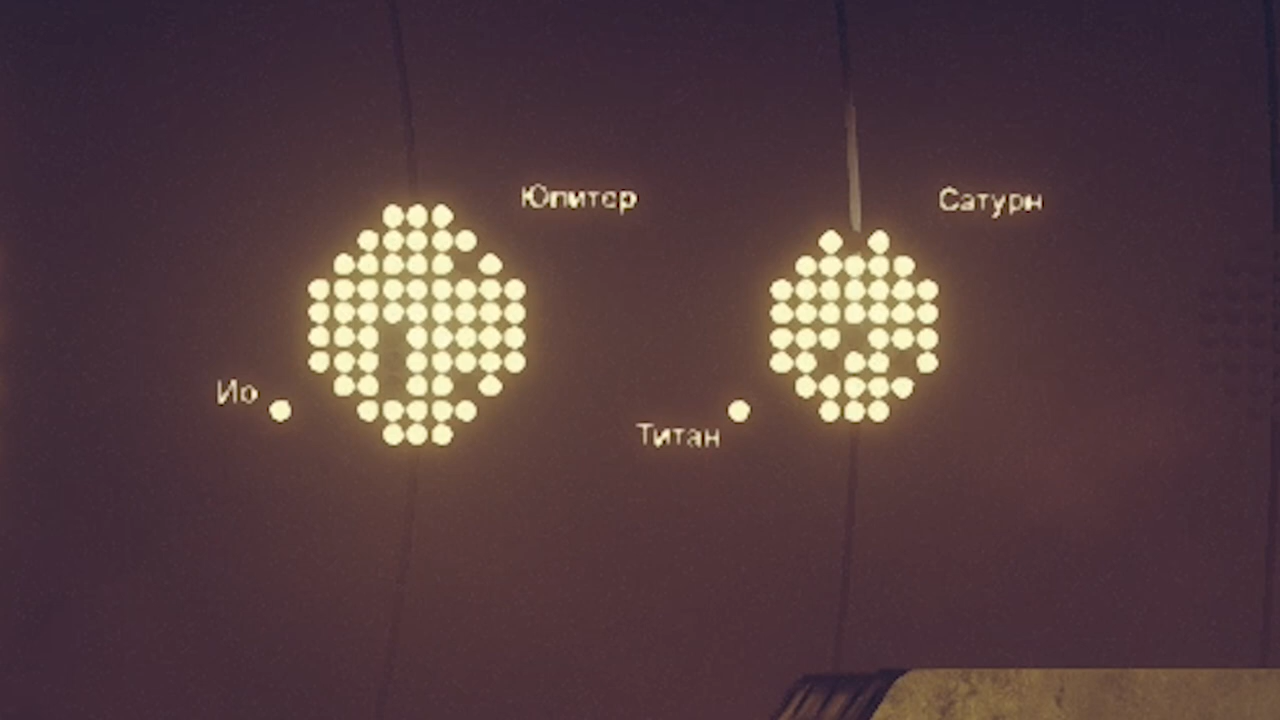 Юпитер
Сатурн
Ио
Титан